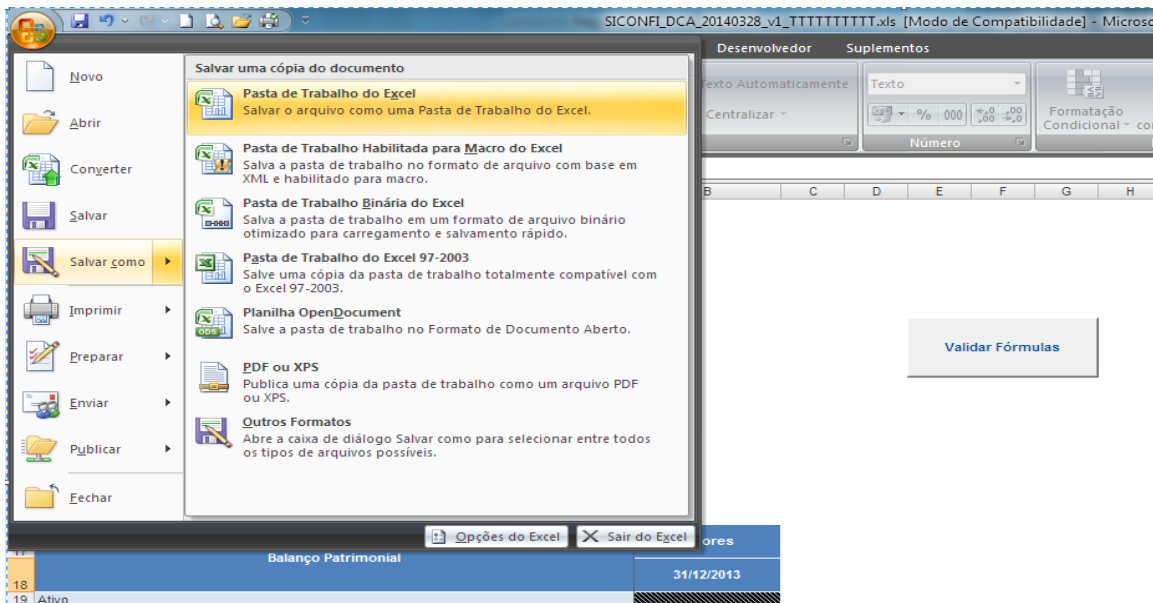 SICONFI_DCA_20140328_v1_TTTTTTTTTT.xls [Modo de Compatibilidade] - Microso
Desenvolvedor Suplementos
Novo
Abrir
Converter
Salvar
Salvar como
Imprimir
Preparar
Enviar
Publicar
Fechar
Salvar uma cópia do documento
Pasta de Trabalho do Excel
Salvar o arquivo como uma Pasta de Trabalho do Excel.
Pasta de Trabalho Habilitada para Macro do Excel
Salva a pasta de trabalho no formato de arquivo com base em
XML e habilitado para macro.
Pasta de Trabalho Binária do Excel
Salva a pasta de trabalho em um formato de arquivo binário
otimizado para carregamento e salvamento rápido.
Pasta de Trabalho do Excel 97-2003
Salve uma cópia da pasta de trabalho totalmente compatível com
o Excel 97-2003.
Planilha OpenDocument
Salve a pasta de trabalho no Formato de Documento Aberto.
PDF ou XPS
Publica uma cópia da pasta de trabalho como um arquivo PDF
ou XPS.
Outros Formatos
Abre a caixa de diálogo Salvar como para selecionar entre todos
os tipos de arquivos possíveis.
Opções do Excel Sair do Excel
Texto Automaticamente
Centralizar
Texto
% 000
Número
Formatação
Condicional
B C D E F G H
Validar Fórmulas
17 Balanço Patrimonial ores
18 31/12/2013
19 Ativo